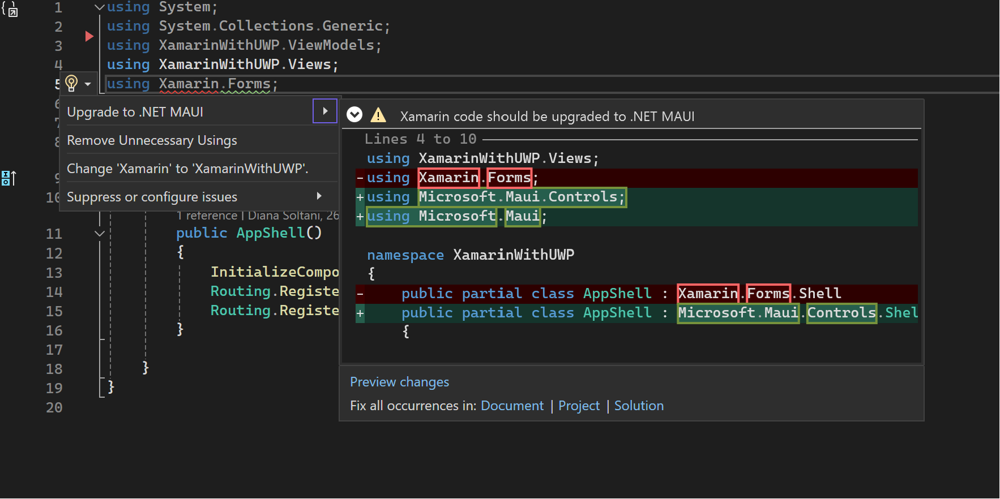 1 using System;
2 using System.Collections.Generic;
3 using XamarinWithUWP.ViewModels;
4 using XamarinWithUWP.Views;
5 using Xamarin.Forms;
6
7
8
9
10
Upgrade to .NET MAUI
Remove Unnecessary Usings
Change 'Xamarin' to 'XamarinWithUWP'.
Suppress or configure issues
1 reference | Diana Soltani, 26
11 public AppShell()
12 {
13 InitializeCompo
14 Routing.Registe
15 Routing.Registe
16 }
17
18 }
19 }
20
Xamarin code should be upgraded to .NET MAUI
Lines 4 to 10
using XamarinWithUWP.Views;
-using Xamarin.Forms;
+using Microsoft.Maui.Controls;
+using Microsoft.Maui;
namespace XamarinWithUWP
{
- public partial class AppShell : Xamarin.Forms.Shell
+ public partial class AppShell : Microsoft.Maui.Controls.Shel
{
Preview changes
Fix all occurrences in: Document | Project | Solution